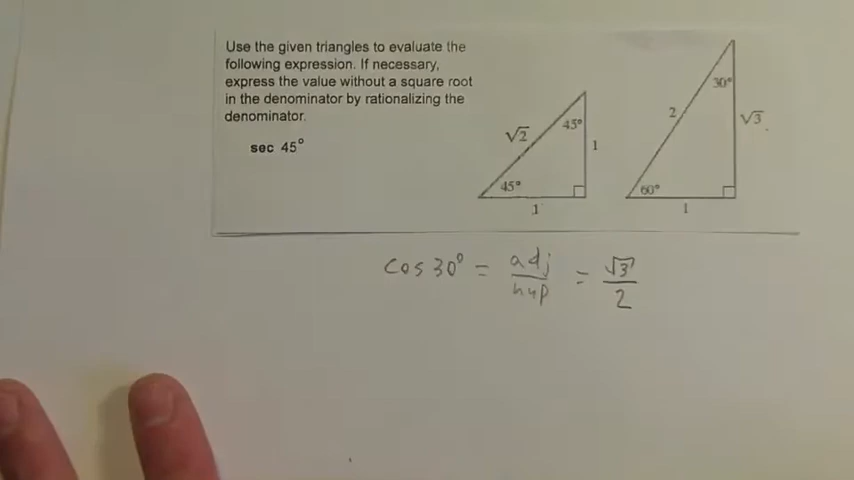 Use the given triangles to evaluate the
following expression. If necessary,
express the value without a square root
in the denominator by rationalizing the
denominator.
sec 45°
√2
45°
1
45°
1
30°
2
√3
60°
1
cos 30° = adj/hyp = √3/2